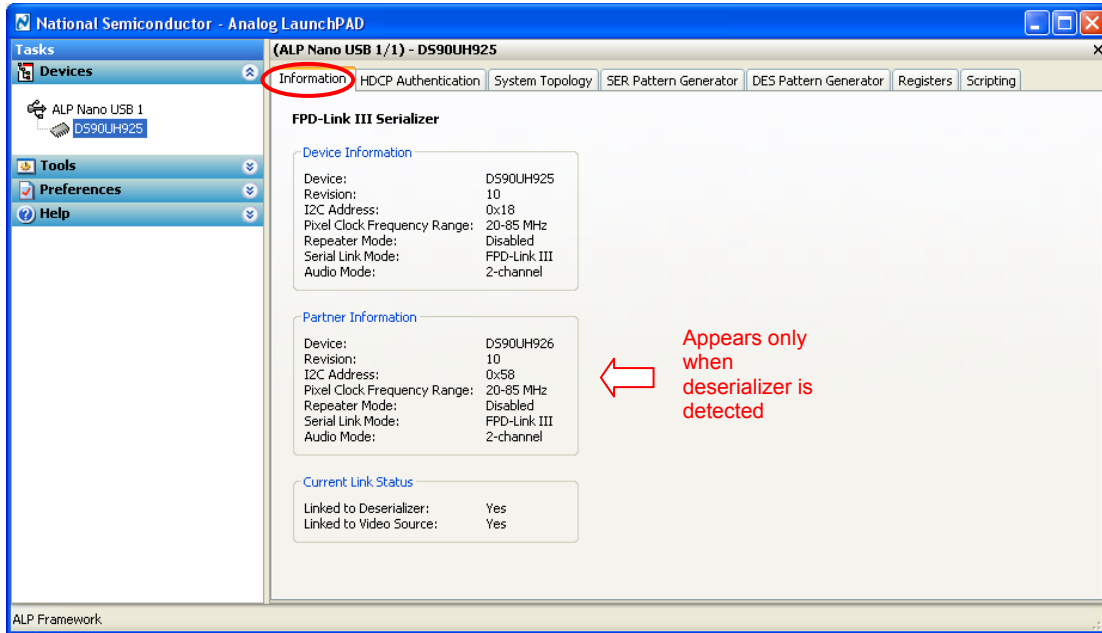 National Semiconductor - Analog LaunchPAD
Tasks
Devices
ALP Nano USB 1
DS90UH925
Tools
Preferences
Help
(ALP Nano USB 1/1) - DS90UH925
Information HDCP Authentication System Topology SER Pattern Generator DES Pattern Generator Registers Scripting
FPD-Link III Serializer
Device Information
Device: DS90UH925
Revision: 10
I2C Address: 0x18
Pixel Clock Frequency Range: 20-85 MHz
Repeater Mode: Disabled
Serial Link Mode: FPD-Link III
Audio Mode: 2-channel
Partner Information
Device: DS90UH926
Revision: 10
I2C Address: 0x58
Pixel Clock Frequency Range: 20-85 MHz
Repeater Mode: Disabled
Serial Link Mode: FPD-Link III
Audio Mode: 2-channel
Appears only
when
deserializer is
detected
Current Link Status
Linked to Deserializer: Yes
Linked to Video Source: Yes
ALP Framework